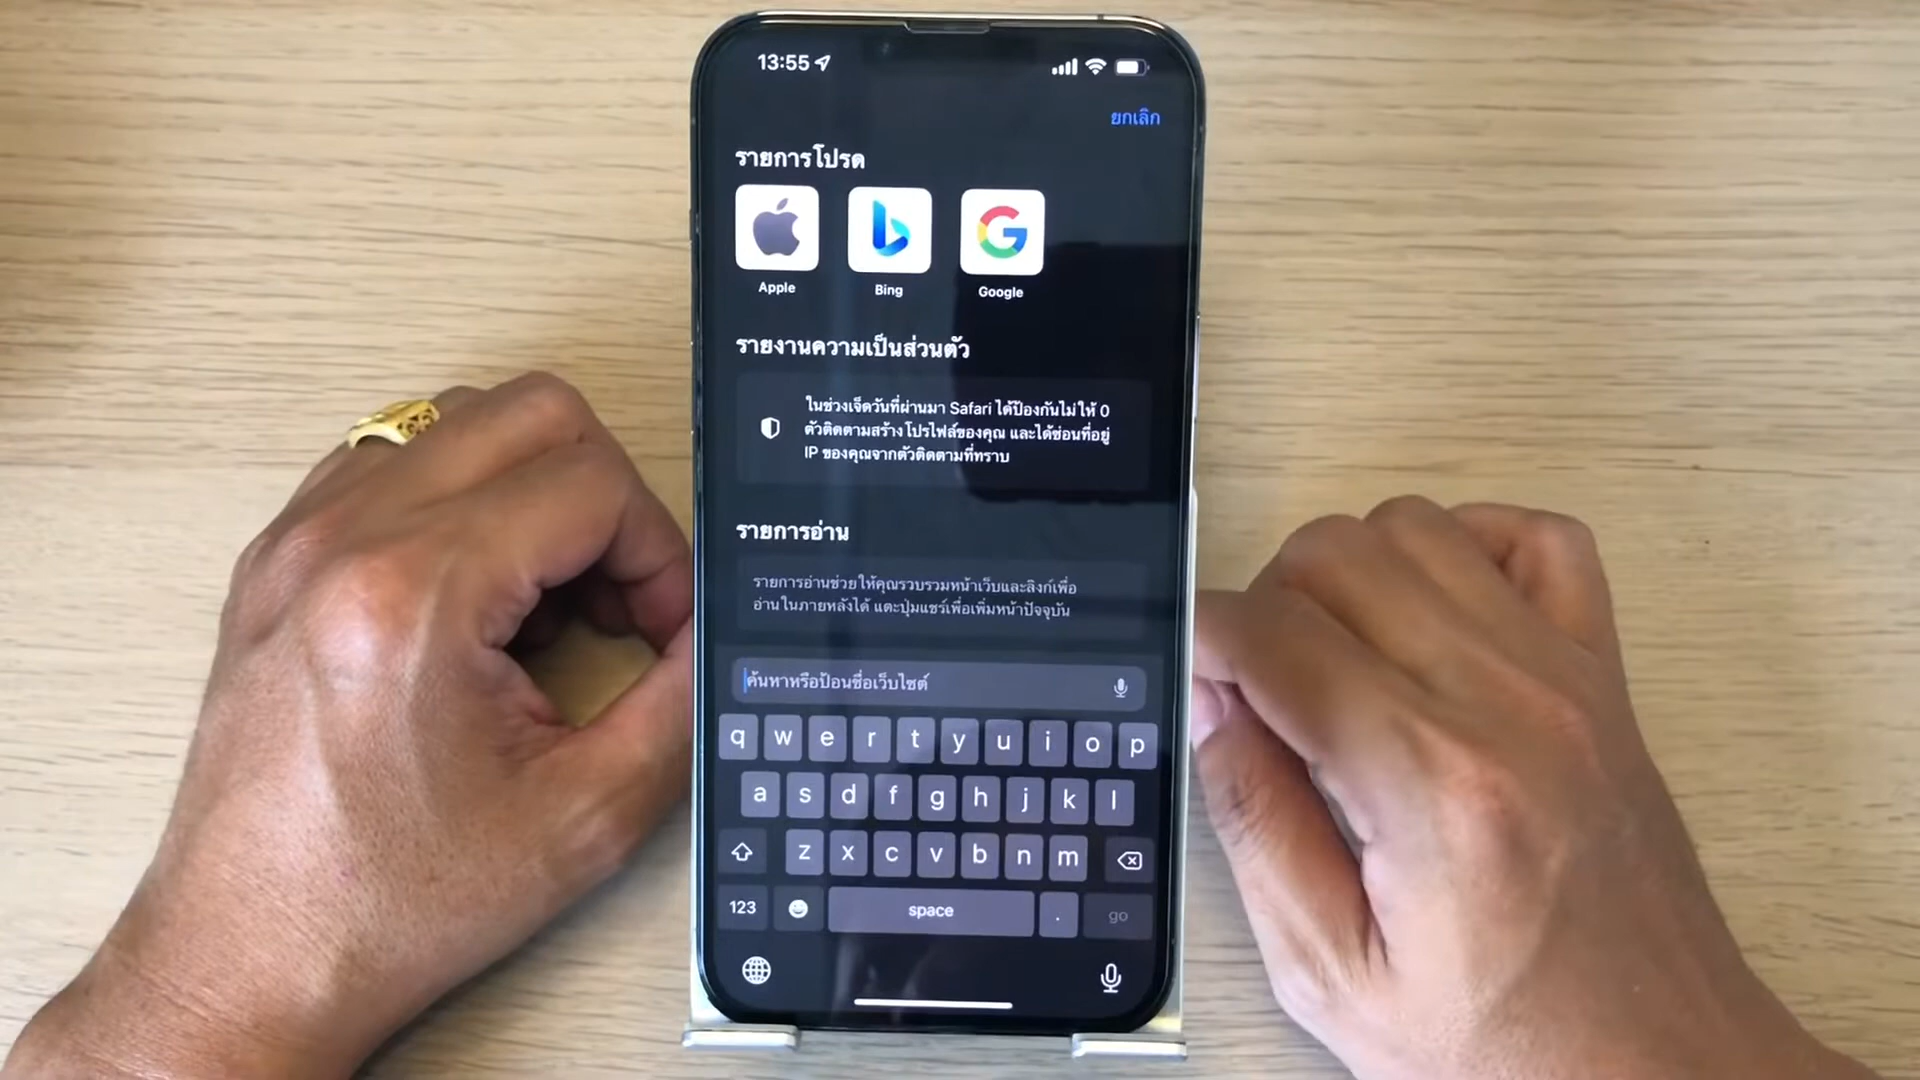 13:55
ยกเลิก
รายการโปรด
Apple
Bing
Google
รายงานความเป็นส่วนตัว
ในช่วงเจ็ดวันที่ผ่านมา Safari ได้ป้องกันไม่ให้ 0
ตัวติดตามสร้างโปรไฟล์ของคุณ และได้ซ่อนที่อยู่
IP ของคุณจากตัวติดตามที่ทราบ
รายการอ่าน
รายการอ่านช่วยให้คุณรวบรวมหน้าเว็บและลิงก์เพื่อ
อ่านในภายหลังได้ แตะปุ่มแชร์เพื่อเพิ่มหน้าปัจจุบัน
ค้นหาหรือป้อนชื่อเว็บไซต์
q w e r t y u i o p
a s d f g h j k l
z x c v b n m
123 space . go